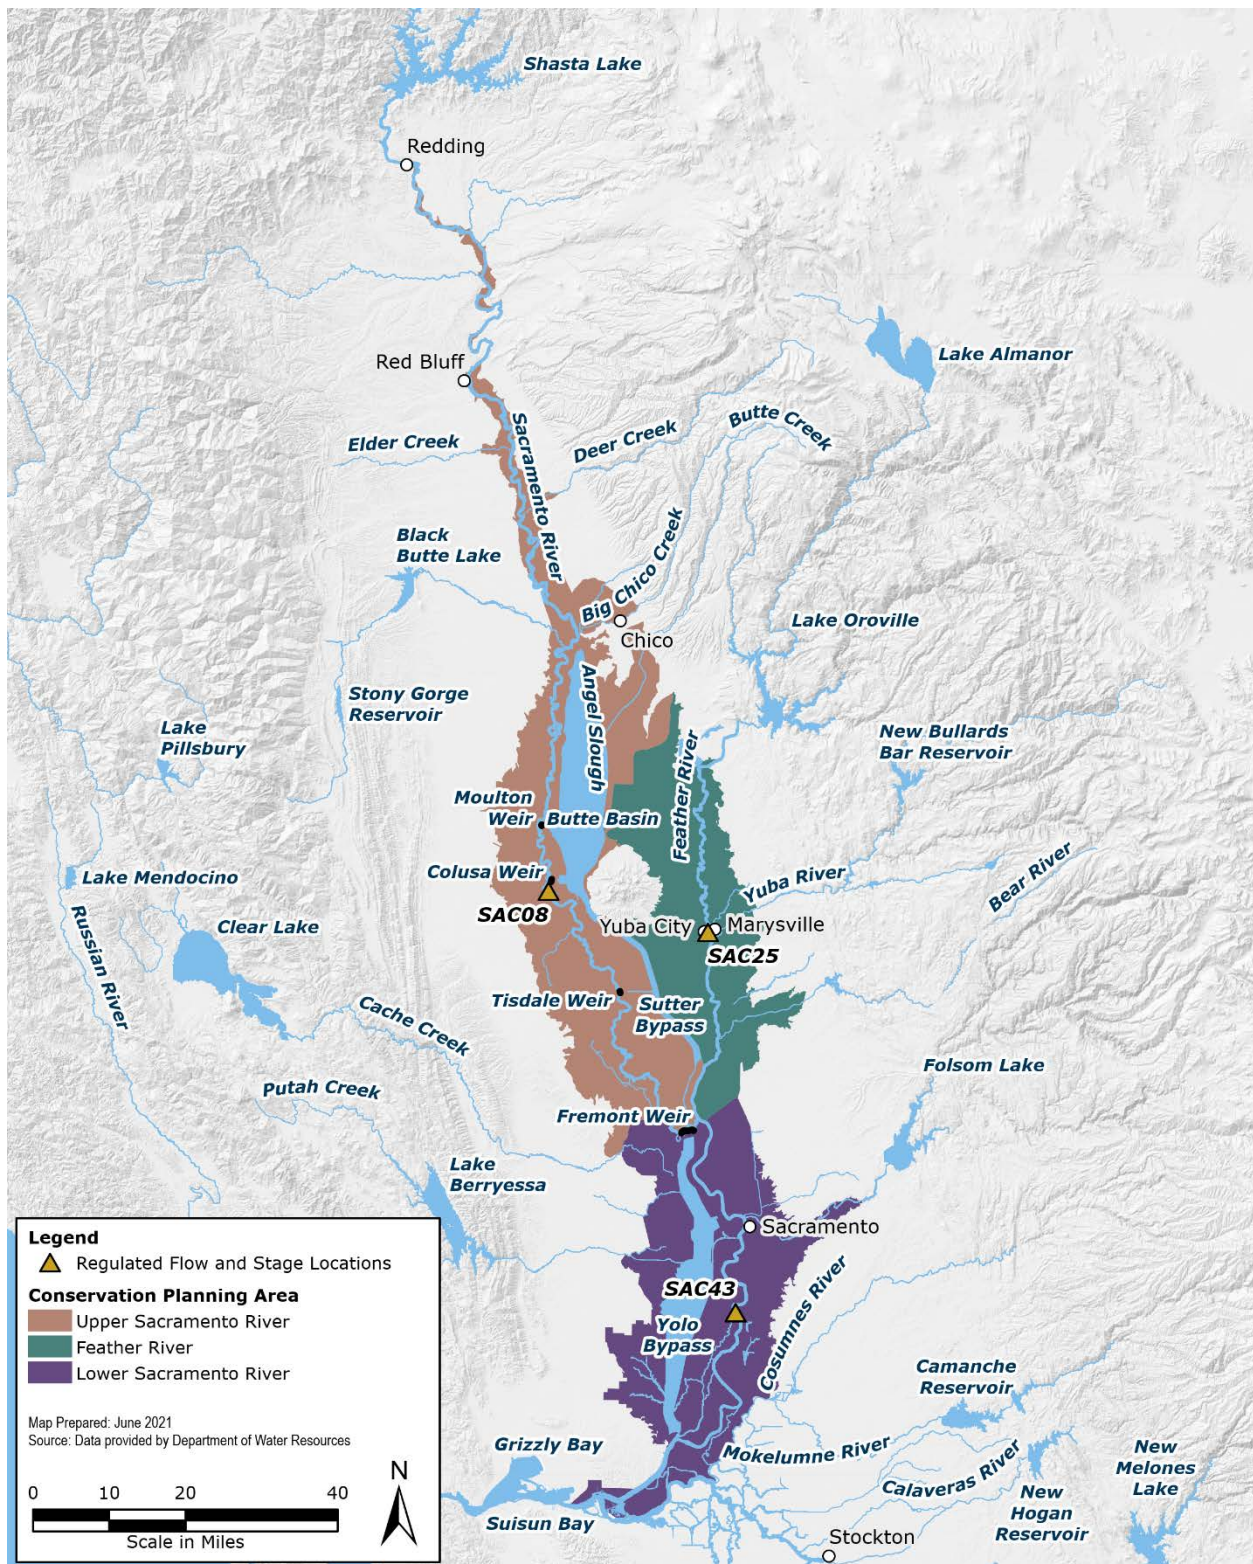 Shasta Lake
Redding
Lake Almanor
Red Bluff
Sacramento River
Butte Creek
Deer Creek
Elder Creek
Black
Butte Lake
Big Chico Creek
Chico
Lake Oroville
Angel Slough
Stony Gorge
Reservoir
Lake
Pillsbury
New Bullards
Bar Reservoir
Feather River
Moulton
Weir
Butte Basin
Colusa Weir
SAC08
Lake Mendocino
Clear Lake
Russian River
Yuba River
Bear River
Yuba City
Marysville
SAC25
Tisdale Weir
Sutter
Bypass
Cache Creek
Putah Creek
Folsom Lake
Fremont Weir
Lake
Berryessa
Sacramento
SAC43
Yolo
Bypass
Cosumnes River
Camanche
Reservoir
Grizzly Bay
Mokelumne River
Calaveras River
New
Melones
Lake
New
Hogan
Reservoir
Suisun Bay
Stockton
Legend
Regulated Flow and Stage Locations
Conservation Planning Area
Upper Sacramento River
Feather River
Lower Sacramento River
Map Prepared: June 2021
Source: Data provided by Department of Water Resources
N
0 10 20 40
Scale in Miles